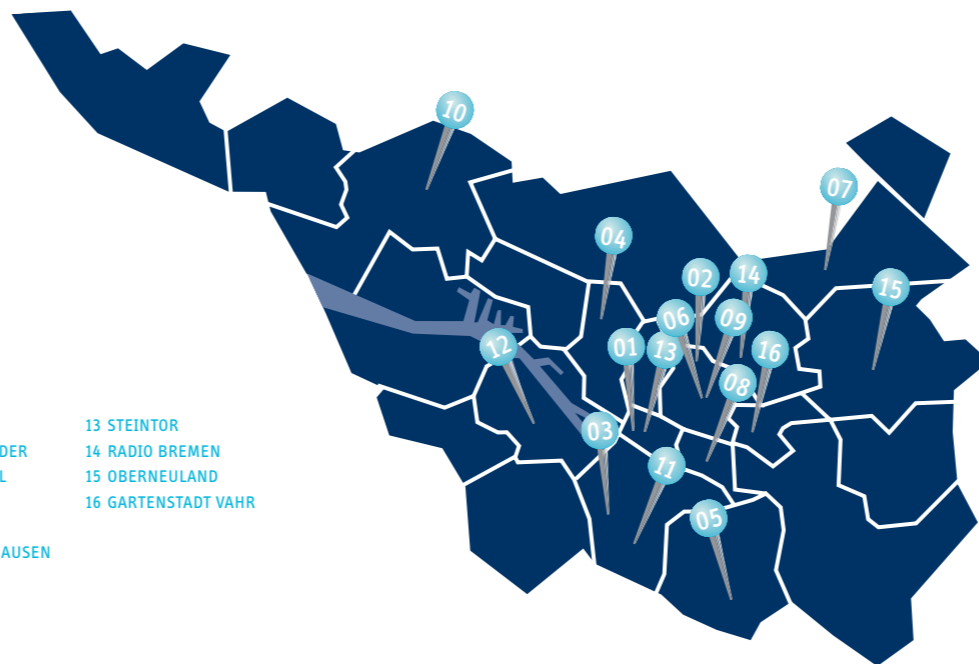 10
07
04
02
14
15
06
09
01
13
16
12
08
03
11
05
13 STEINTOR
DER
14 RADIO BREMEN
L
15 OBERNEULAND
16 GARTENSTADT VAHR
AUSEN